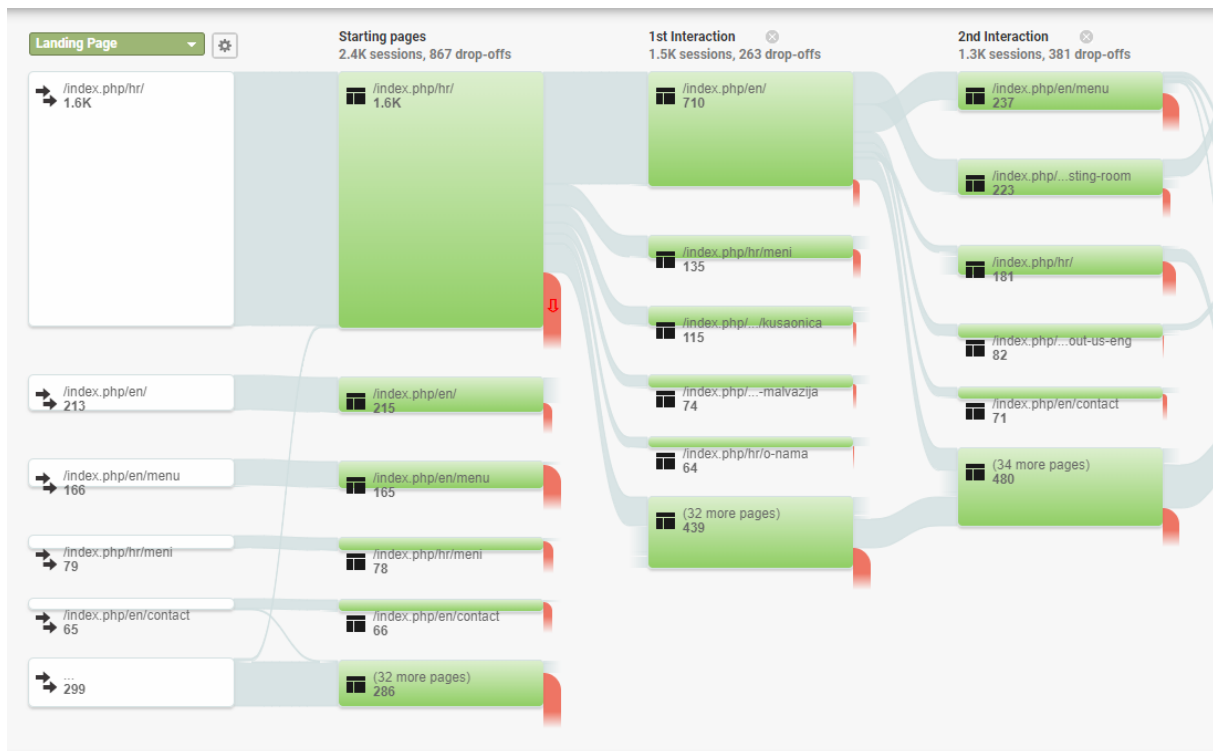 Landing Page
Starting pages
2.4K sessions, 867 drop-offs
1st Interaction
1.5K sessions, 263 drop-offs
2nd Interaction
1.3K sessions, 381 drop-offs
/index.php/hr/
1.6K
/index.php/en/
213
/index.php/en/menu
166
/index.php/hr/meni
79
/index.php/en/contact
65
...
299
/index.php/hr/
1.6K
/index.php/en/
215
/index.php/en/menu
165
/index.php/hr/meni
78
/index.php/en/contact
66
(32 more pages)
286
/index.php/en/
710
/index.php/hr/meni
135
/index.php/.../kusaonica
115
/index.php/...-malvazija
74
/index.php/hr/o-nama
64
(32 more pages)
439
/index.php/en/menu
237
/index.php/...sting-room
223
/index.php/hr/
181
/index.php/...out-us-eng
82
/index.php/en/contact
71
(34 more pages)
480